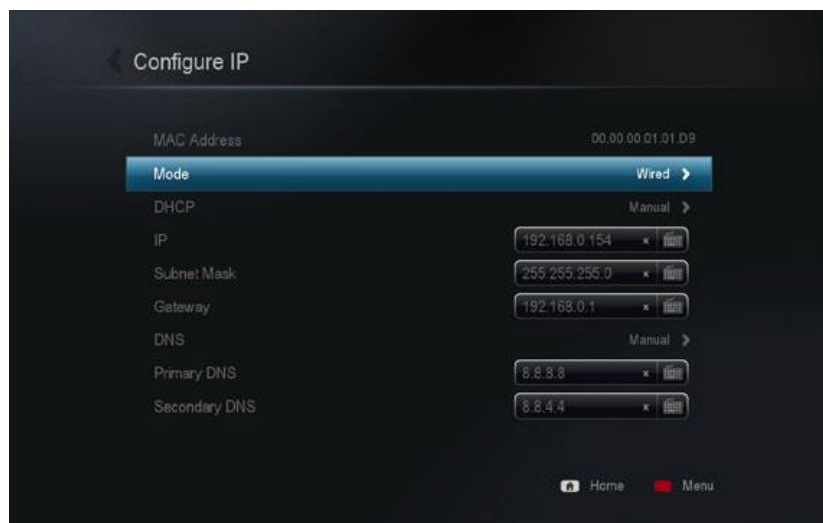 Configure IP
MAC Address 00.00.00.01.01.D9
Mode Wired
DHCP Manual
IP 192.168.0.154
Subnet Mask 255.255.255.0
Gateway 192.168.0.1
DNS Manual
Primary DNS 8.8.8.8
Secondary DNS 8.8.4.4
Home Menu